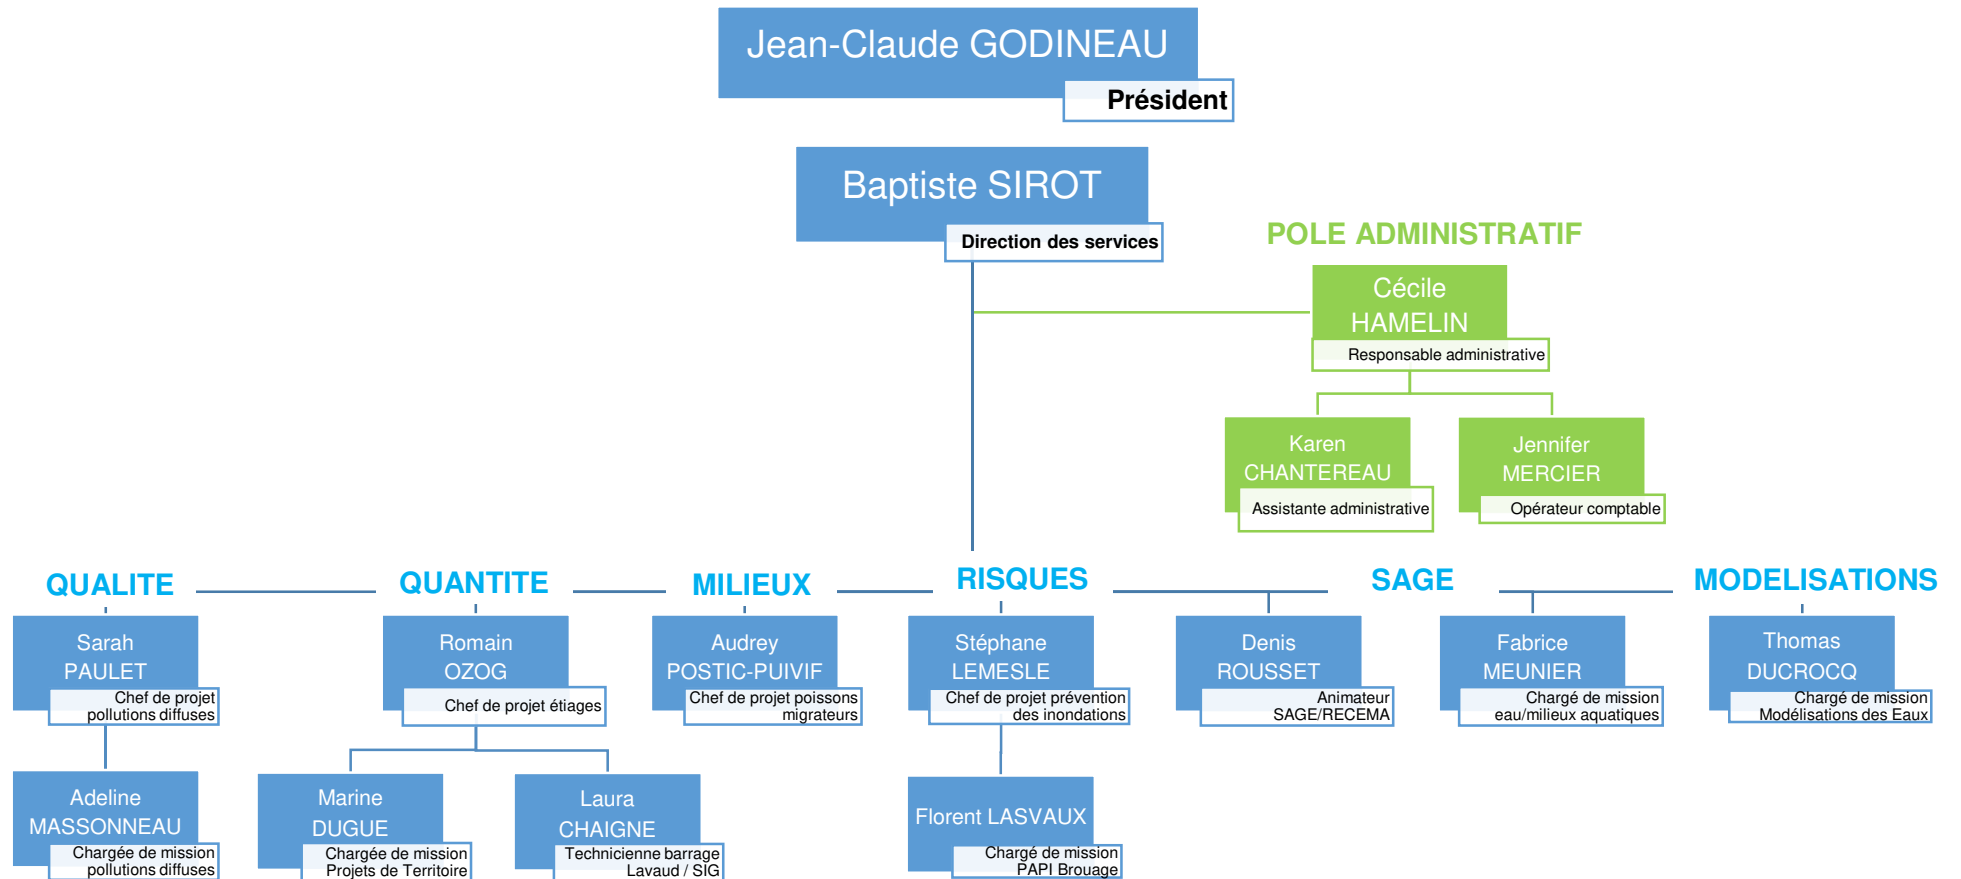 Jean-Claude GODINEAU
Président
Baptiste SIROT
Direction des services
POLE ADMINISTRATIF
Cécile
HAMELIN
Responsable administrative
Karen
CHANTEREAU
Assistante administrative
Jennifer
MERCIER
Opérateur comptable
QUALITE
QUANTITE
MILIEUX
RISQUES
SAGE
MODELISATIONS
Sarah
PAULET
Chef de projet
pollutions diffuses
Romain
OZOG
Chef de projet étiages
Audrey
POSTIC-PUIVIF
Chef de projet poissons
migrateurs
Stéphane
LEMESLE
Chef de projet prévention
des inondations
Denis
ROUSSET
Animateur
SAGE/RECEMA
Fabrice
MEUNIER
Chargé de mission
eau/milieux aquatiques
Thomas
DUCROCQ
Chargé de mission
Modélisations des Eaux
Adeline
MASSONNEAU
Chargée de mission
pollutions diffuses
Marine
DUGUE
Chargée de mission
Projets de Territoire
Laura
CHAIGNE
Technicienne barrage
Lavaud / SIG
Florent LASVAUX
Chargé de mission
PAPI Brouage